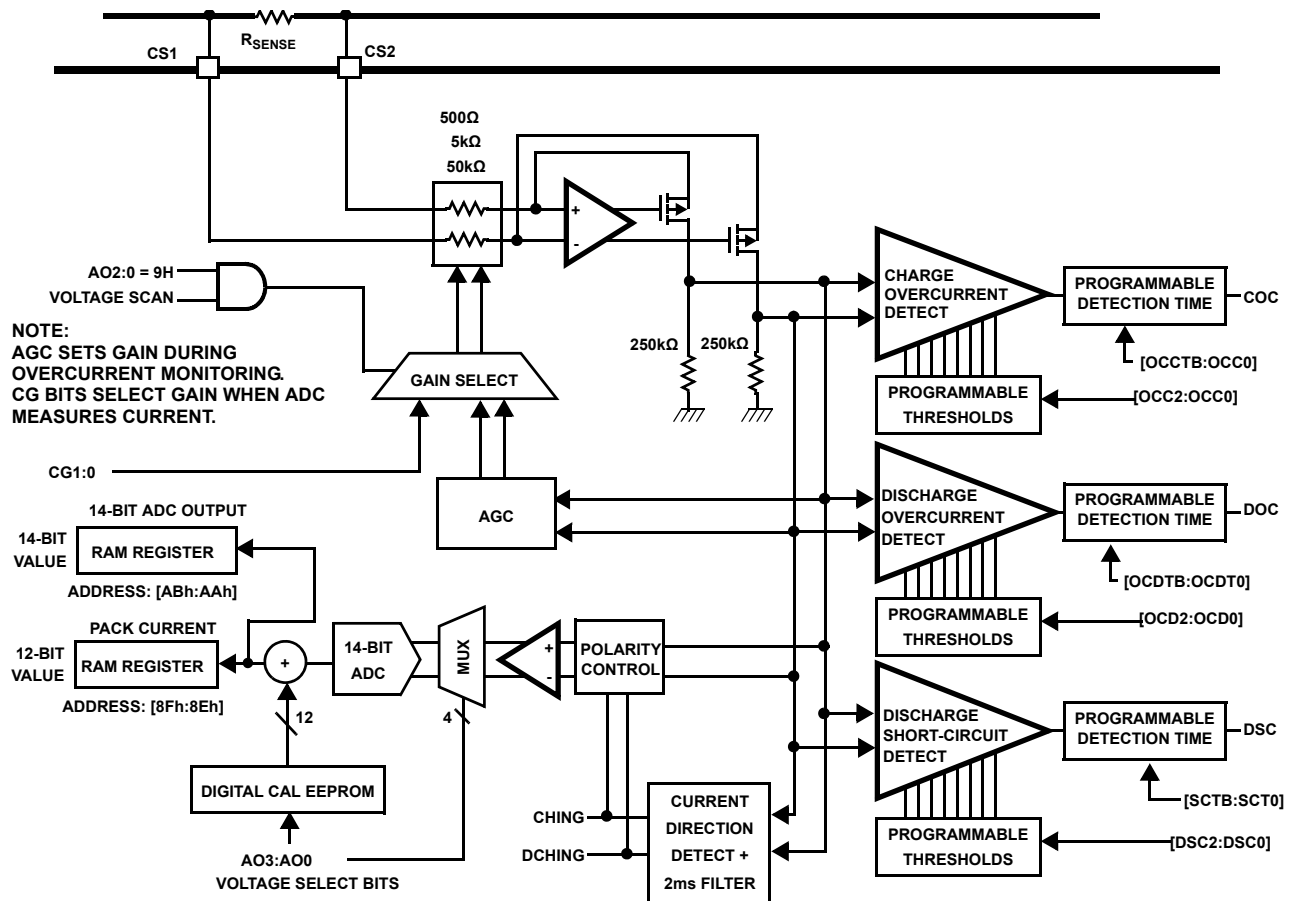 R_SENSE
CS1
CS2
500Ω
5kΩ
50kΩ
+
-
AO2:0 = 9H
VOLTAGE SCAN
NOTE:
AGC SETS GAIN DURING
OVERCURRENT MONITORING.
CG BITS SELECT GAIN WHEN ADC
MEASURES CURRENT.
GAIN SELECT
250kΩ
250kΩ
CHARGE
OVERCURRENT
DETECT
PROGRAMMABLE
DETECTION TIME
COC
[OCCTB:OCC0]
PROGRAMMABLE
THRESHOLDS
[OCC2:OCC0]
CG1:0
AGC
DISCHARGE
OVERCURRENT
DETECT
PROGRAMMABLE
DETECTION TIME
DOC
[OCDTB:OCDT0]
PROGRAMMABLE
THRESHOLDS
[OCD2:OCD0]
14-BIT ADC OUTPUT
14-BIT
VALUE
RAM REGISTER
ADDRESS: [ABh:AAh]
PACK CURRENT
12-BIT
VALUE
RAM REGISTER
ADDRESS: [8Fh:8Eh]
+
12
14-BIT
ADC
MUX
4
+
-
POLARITY
CONTROL
DISCHARGE
SHORT-CIRCUIT
DETECT
PROGRAMMABLE
DETECTION TIME
DSC
[SCTB:SCT0]
PROGRAMMABLE
THRESHOLDS
[DSC2:DSC0]
DIGITAL CAL EEPROM
AO3:AO0
VOLTAGE SELECT BITS
CHING
DCHING
CURRENT
DIRECTION
DETECT +
2ms FILTER